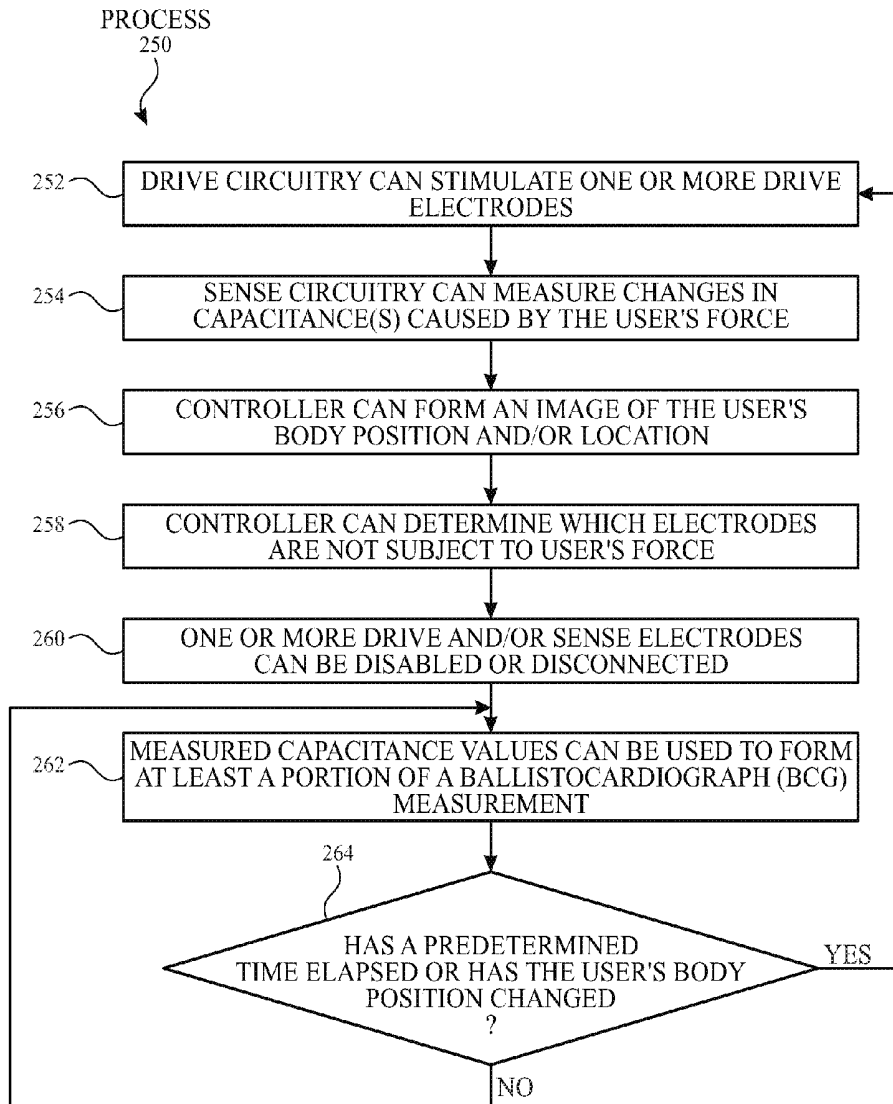 PROCESS
250
252
DRIVE CIRCUITRY CAN STIMULATE ONE OR MORE DRIVE
ELECTRODES
254
SENSE CIRCUITRY CAN MEASURE CHANGES IN
CAPACITANCE(S) CAUSED BY THE USER'S FORCE
256
CONTROLLER CAN FORM AN IMAGE OF THE USER'S
BODY POSITION AND/OR LOCATION
258
CONTROLLER CAN DETERMINE WHICH ELECTRODES
ARE NOT SUBJECT TO USER'S FORCE
260
ONE OR MORE DRIVE AND/OR SENSE ELECTRODES
CAN BE DISABLED OR DISCONNECTED
262
MEASURED CAPACITANCE VALUES CAN BE USED TO FORM
AT LEAST A PORTION OF A BALLISTOCARDIOGRAPH (BCG)
MEASUREMENT
264
HAS A PREDETERMINED
TIME ELAPSED OR HAS THE USER'S BODY
POSITION CHANGED
?
YES
NO